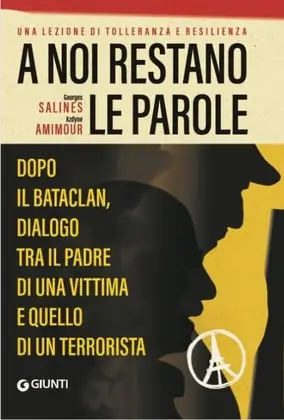 UNA LEZIONE DI TOLLERANZA E RESILIENZA
A NOI RESTANO
Georges
SALINES
Azdyne
AMIMOUR
LE PAROLE
DOPO
IL BATACLAN,
DIALOGO
TRA IL PADRE
DI UNA VITTIMA
E QUELLO
DI UN TERRORISTA
GIUNTI